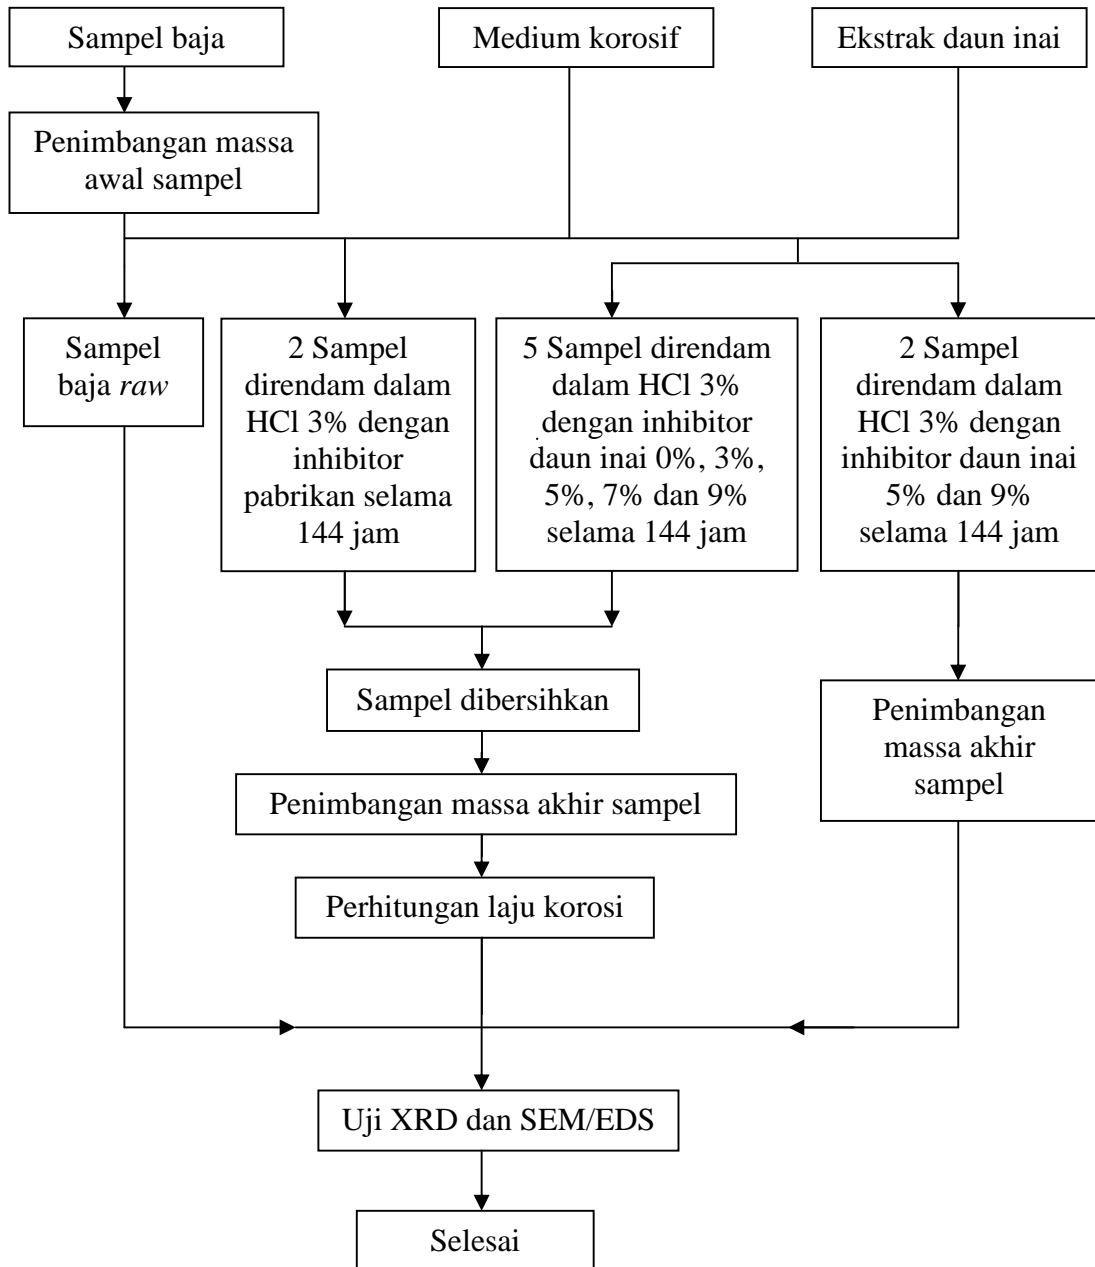 Sampel baja
Medium korosif
Ekstrak daun inai
Penimbangan massa
awal sampel
Sampel
baja raw
2 Sampel
direndam dalam
HCl 3% dengan
inhibitor
pabrikan selama
144 jam
5 Sampel direndam
dalam HCl 3%
dengan inhibitor
daun inai 0%, 3%,
5%, 7% dan 9%
selama 144 jam
2 Sampel
direndam dalam
HCl 3% dengan
inhibitor daun inai
5% dan 9%
selama 144 jam
Sampel dibersihkan
Penimbangan
massa akhir
sampel
Penimbangan massa akhir sampel
Perhitungan laju korosi
Uji XRD dan SEM/EDS
Selesai